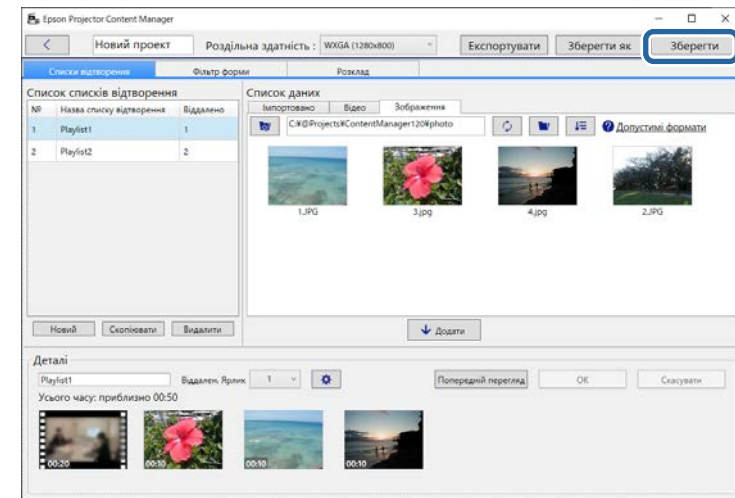 Epson Projector Content Manager
Новий проект Роздільна здатність : WXGA (1280x800) Експортувати Зберегти як Зберегти
Списки відтворення Фільтр форми Розклад
Список списків відтворення Список даних
№ Назва списку відтворення Віддалено Імпортовано Відео Зображення
C:¥@Projects¥ContentManager120¥photo Допустимі формати
1 Playlist1 1
2 Playlist2 2
1.JPG 3.jpg 4.jpg 2.JPG
Новий Скопіювати Видалити Додати
Деталі
Playlist1 Віддален. Ярлик 1 Попередній перегляд OK Скасувати
Усього часу: приблизно 00:50
00:20 00:10 00:10 00:10